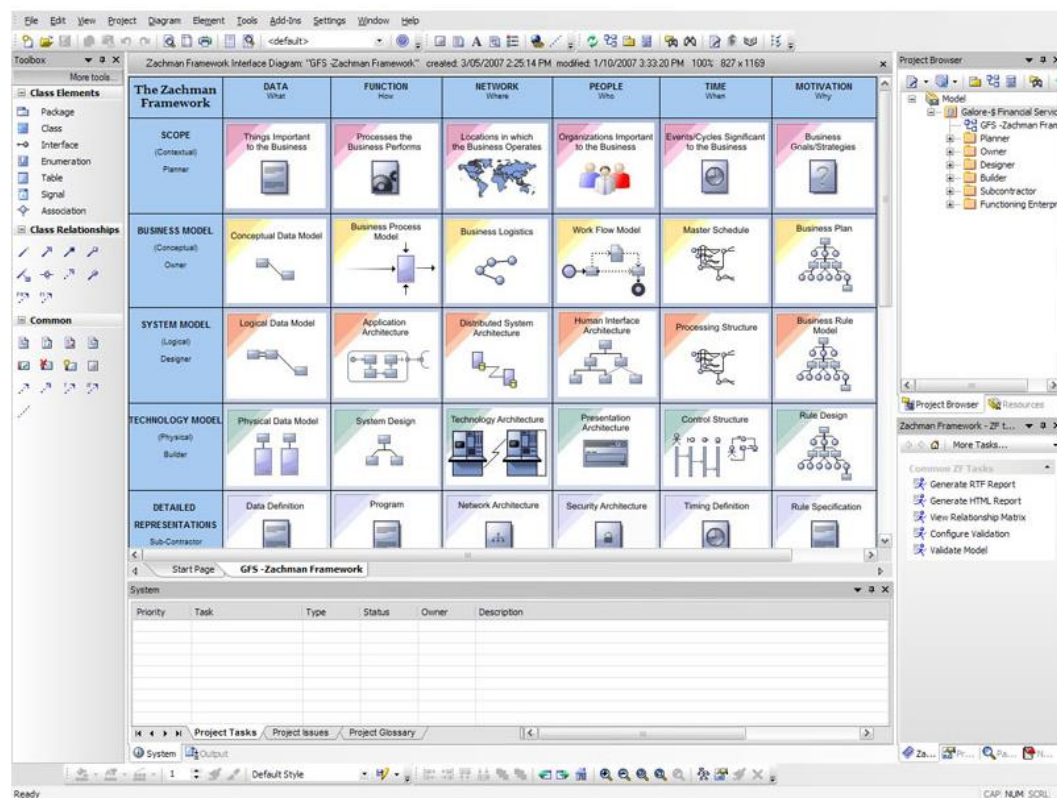 File Edit View Project Diagram Element Tools Add-Ins Settings Window Help
<default>
Toolbox
More tools...
Class Elements
Package
Class
Interface
Enumeration
Table
Signal
Association
Class Relationships
Common
Zachman Framework Interface Diagram: "GFS -Zachman Framework" created: 3/05/2007 2:25:14 PM modified: 1/10/2007 3:33:20 PM 100% 827 x 1169
The Zachman Framework
DATA What
FUNCTION How
NETWORK Where
PEOPLE Who
TIME When
MOTIVATION Why
SCOPE
(Contextual)
Planner
Things Important to the Business
Processes the Business Performs
Locations in which the Business Operates
Organizations Important to the Business
Events/Cycles Significant to the Business
Business Goals/Strategies
BUSINESS MODEL
(Conceptual)
Owner
Conceptual Data Model
Business Process Model
Business Logistics
Work Flow Model
Master Schedule
Business Plan
SYSTEM MODEL
(Logical)
Designer
Logical Data Model
Application Architecture
Distributed System Architecture
Human Interface Architecture
Processing Structure
Business Rule Model
TECHNOLOGY MODEL
(Physical)
Builder
Physical Data Model
System Design
Technology Architecture
Presentation Architecture
Control Structure
Rule Design
DETAILED REPRESENTATIONS
Sub-Contractor
Data Definition
Program
Network Architecture
Security Architecture
Timing Definition
Rule Specification
Start Page GFS -Zachman Framework
System
Priority Task Type Status Owner Description
Project Tasks Project Issues Project Glossary
System Output
Project Browser
Model
Galore-$ Financial Servic
GFS -Zachman Fran
Planner
Owner
Designer
Builder
Subcontractor
Functioning Enterpr
Project Browser Resources
Zachman Framework - ZF t...
More Tasks...
Common ZF Tasks
Generate RTF Report
Generate HTML Report
View Relationship Matrix
Configure Validation
Validate Model
Za... Pr... Pa... N...
1 Default Style
Ready
CAP NUM SCRL